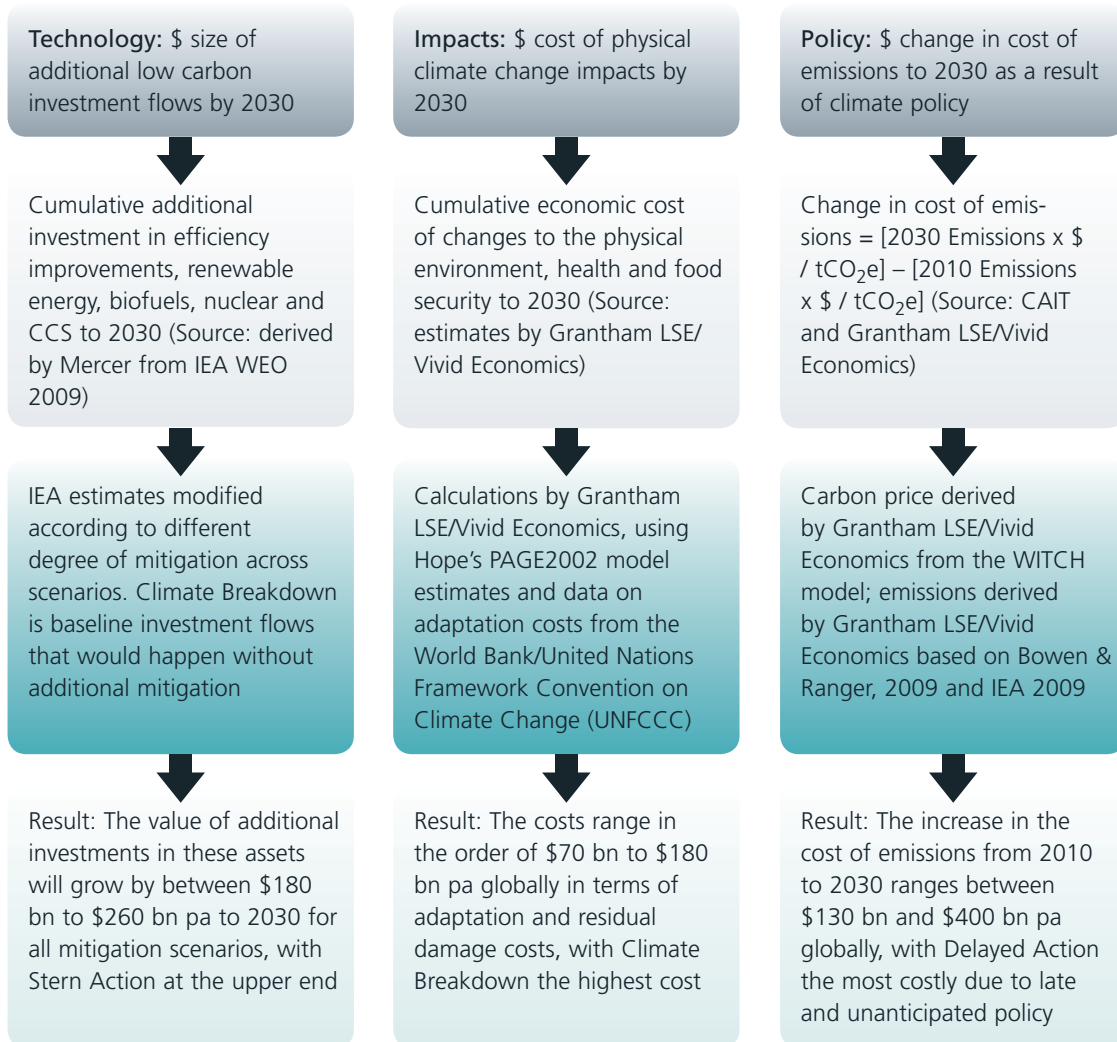 Technology: $ size of
additional low carbon
investment flows by 2030
Cumulative additional
investment in efficiency
improvements, renewable
energy, biofuels, nuclear and
CCS to 2030 (Source: derived
by Mercer from IEA WEO
2009)
IEA estimates modified
according to different
degree of mitigation across
scenarios. Climate Breakdown
is baseline investment flows
that would happen without
additional mitigation
Result: The value of additional
investments in these assets
will grow by between $180
bn to $260 bn pa to 2030 for
all mitigation scenarios, with
Stern Action at the upper end
Impacts: $ cost of physical
climate change impacts by
2030
Cumulative economic cost
of changes to the physical
environment, health and food
security to 2030 (Source:
estimates by Grantham LSE/
Vivid Economics)
Calculations by Grantham
LSE/Vivid Economics, using
Hope's PAGE2002 model
estimates and data on
adaptation costs from the
World Bank/United Nations
Framework Convention on
Climate Change (UNFCCC)
Result: The costs range in
the order of $70 bn to $180
bn pa globally in terms of
adaptation and residual
damage costs, with Climate
Breakdown the highest cost
Policy: $ change in cost of
emissions to 2030 as a result
of climate policy
Change in cost of emis-
sions = [2030 Emissions x $
/ tCO₂e] – [2010 Emissions
x $ / tCO₂e] (Source: CAIT
and Grantham LSE/Vivid
Economics)
Carbon price derived
by Grantham LSE/Vivid
Economics from the WITCH
model; emissions derived
by Grantham LSE/Vivid
Economics based on Bowen &
Ranger, 2009 and IEA 2009
Result: The increase in the
cost of emissions from 2010
to 2030 ranges between
$130 bn and $400 bn pa
globally, with Delayed Action
the most costly due to late
and unanticipated policy